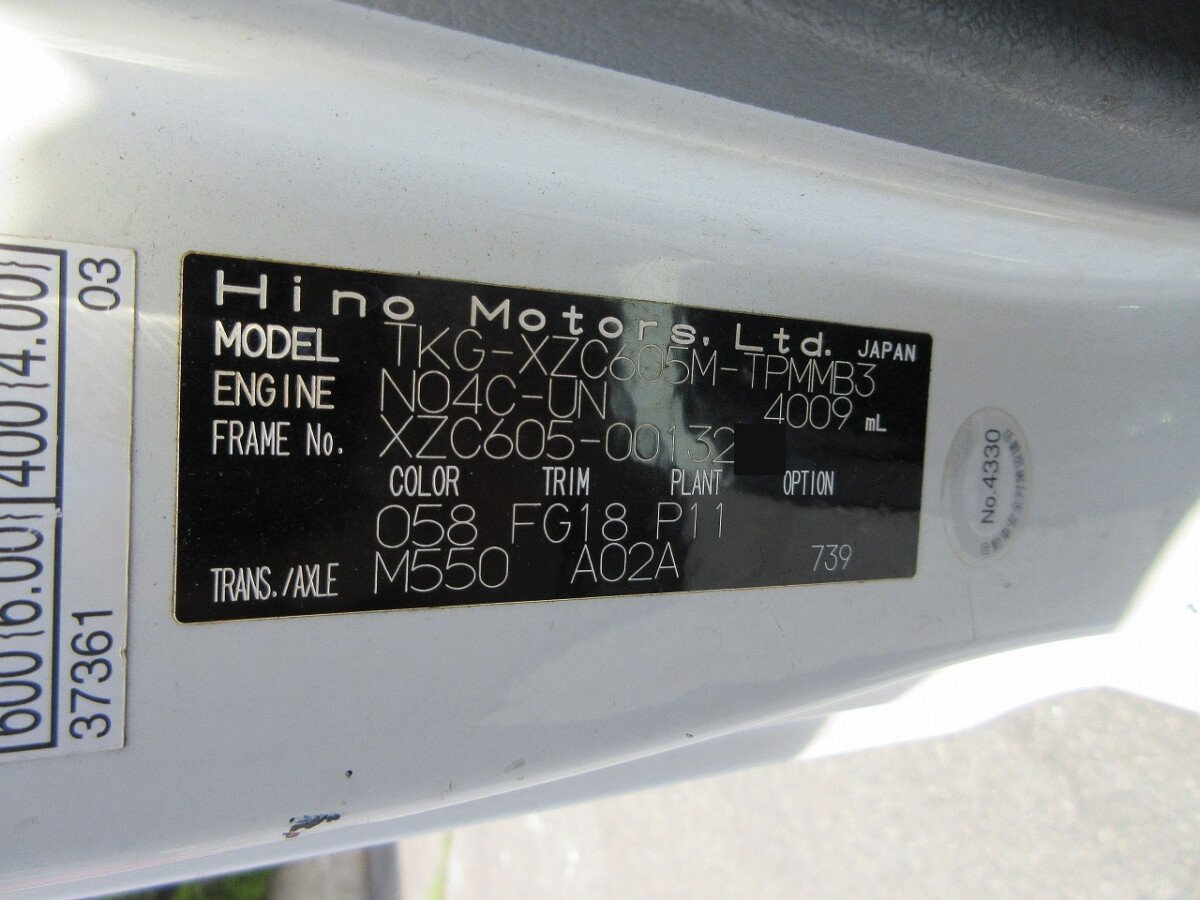 Hino Motors, Ltd. JAPAN
MODEL TKG-XZC605M-TPMMB3
ENGINE N04C-UN 4009 mL
FRAME No. XZC605-00132
COLOR TRIM PLANT OPTION
058 FG18 P11
TRANS./AXLE M550 A02A 739
600 6.00 400 4.00
37361 03
No.4330